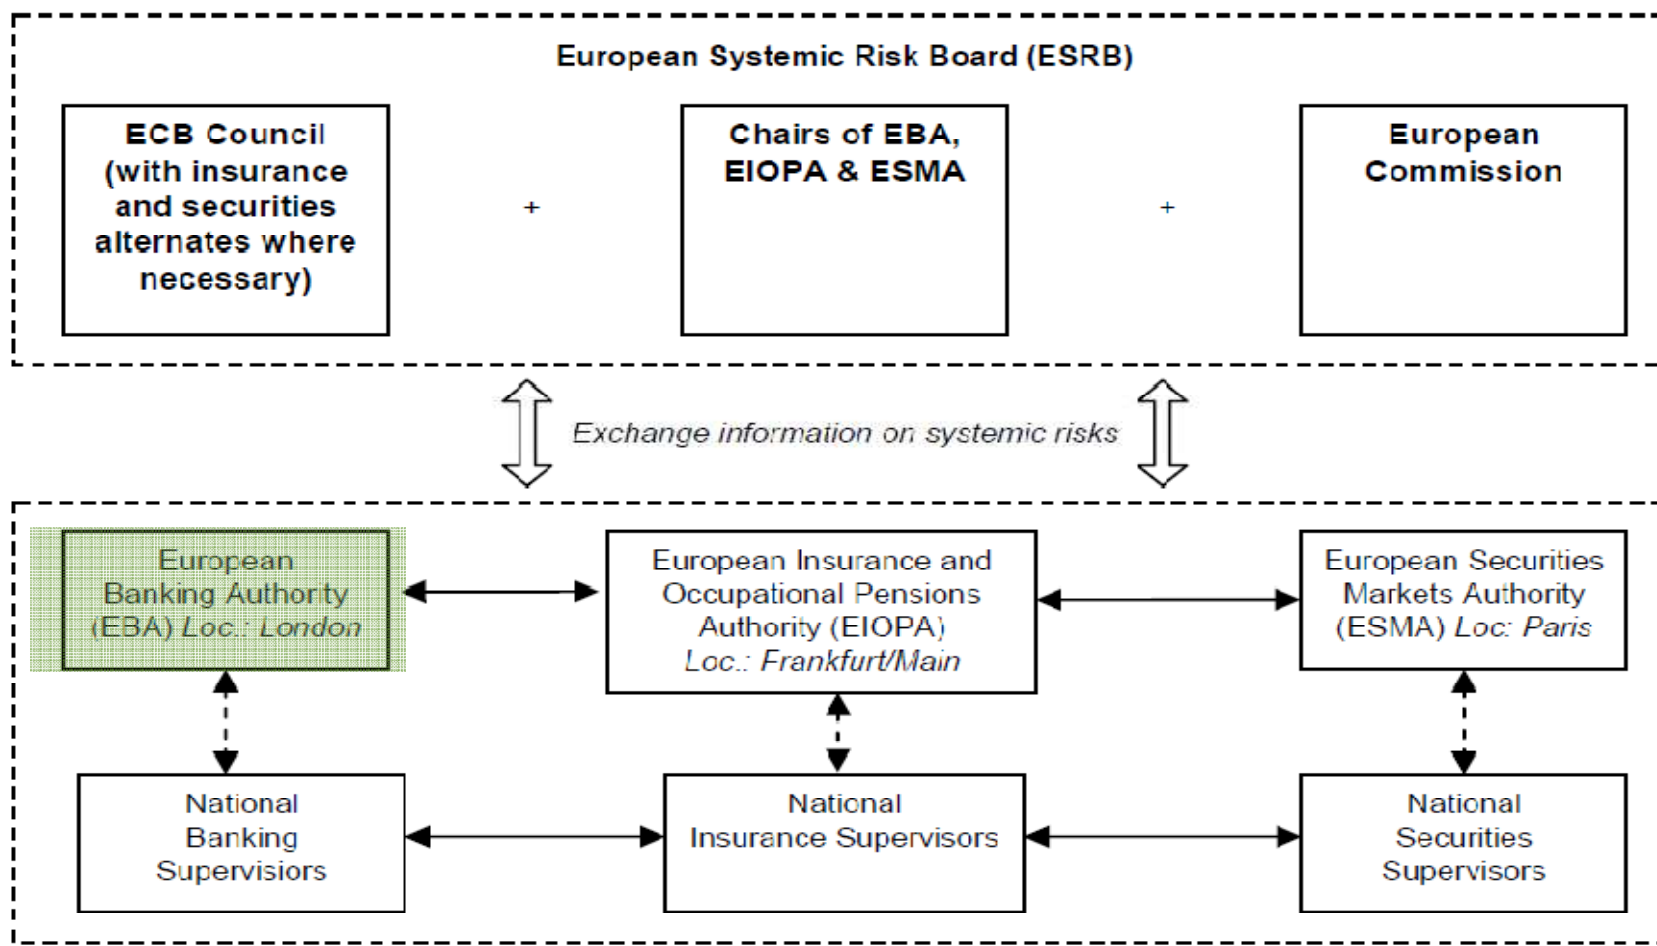 European Systemic Risk Board (ESRB)
ECB Council
(with insurance
and securities
alternates where
necessary)
+
Chairs of EBA,
EIOPA & ESMA
+
European
Commission
Exchange information on systemic risks
European
Banking Authority
(EBA) Loc.: London
European Insurance and
Occupational Pensions
Authority (EIOPA)
Loc.: Frankfurt/Main
European Securities
Markets Authority
(ESMA) Loc: Paris
National
Banking
Supervisiors
National
Insurance Supervisors
National
Securities
Supervisors